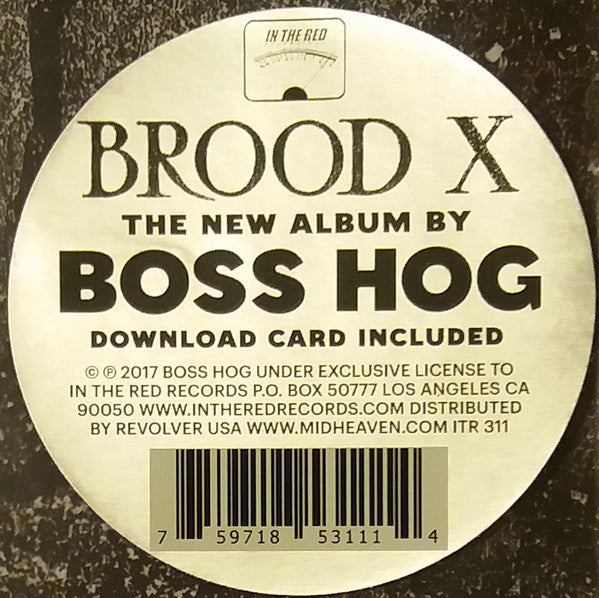 IN THE RED
BROOD X
THE NEW ALBUM BY
BOSS HOG
DOWNLOAD CARD INCLUDED
© ℗ 2017 BOSS HOG UNDER EXCLUSIVE LICENSE TO
IN THE RED RECORDS P.O. BOX 50777 LOS ANGELES CA
90050 WWW.INTHEREDRECORDS.COM DISTRIBUTED
BY REVOLVER USA WWW.MIDHEAVEN.COM ITR 311
7 59718 53111 4